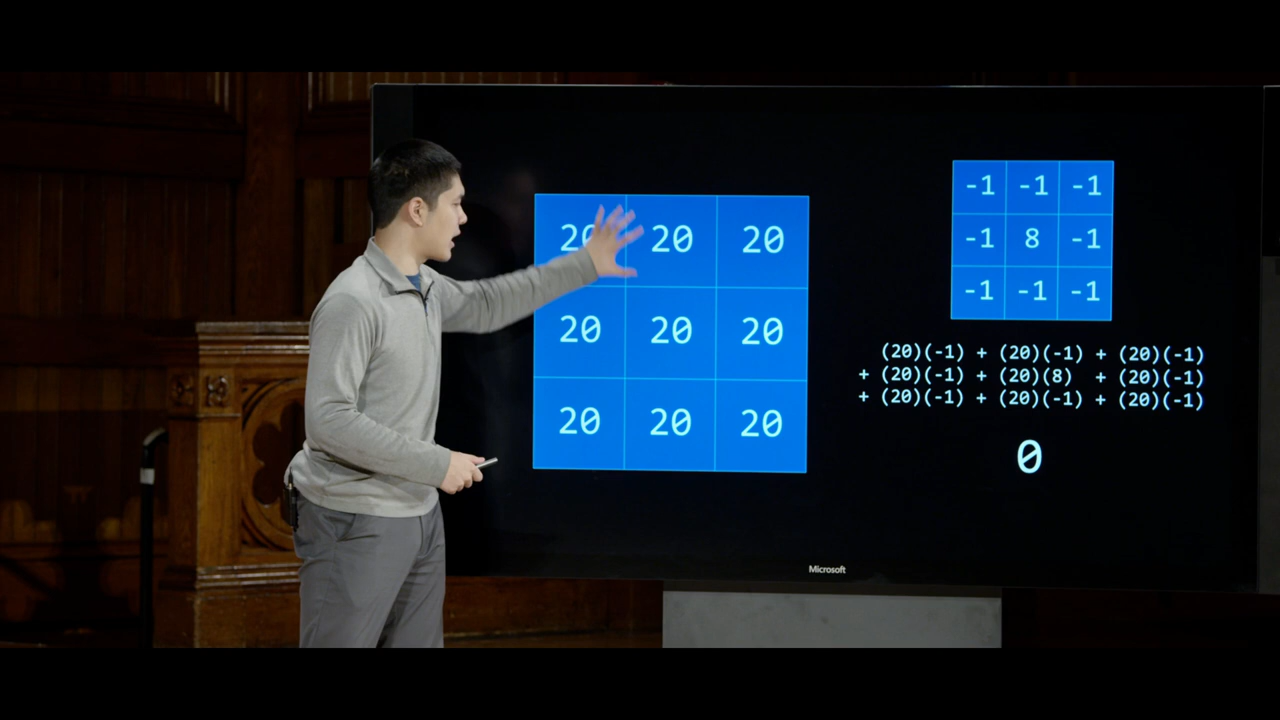 20 20 20
20 20 20
20 20 20
-1 -1 -1
-1 8 -1
-1 -1 -1
(20)(-1) + (20)(-1) + (20)(-1)
+ (20)(-1) + (20)(8) + (20)(-1)
+ (20)(-1) + (20)(-1) + (20)(-1)
0
Microsoft